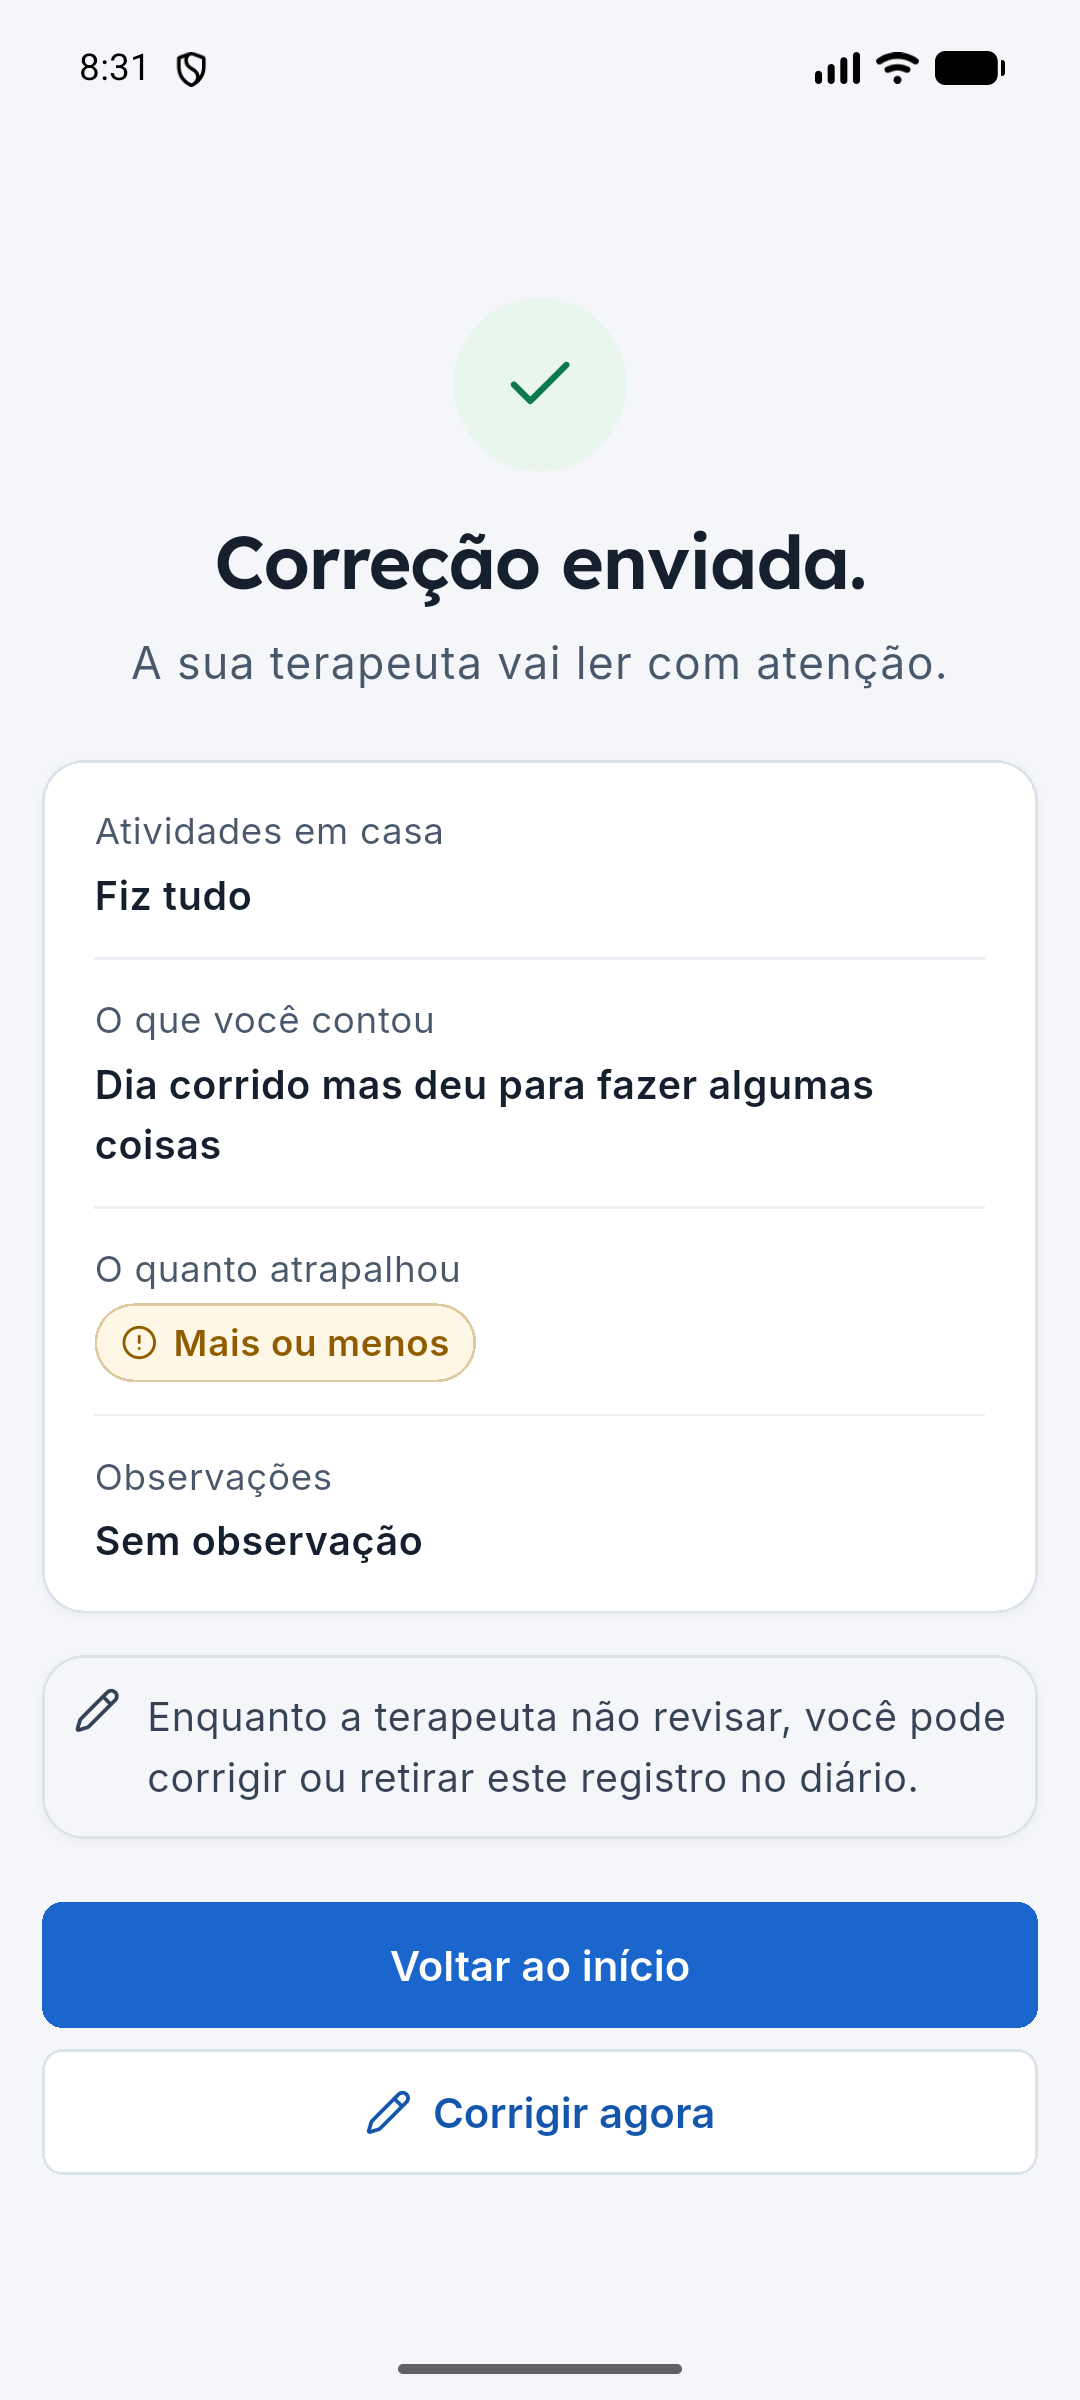 8:31
Correção enviada.
A sua terapeuta vai ler com atenção.
Atividades em casa
Fiz tudo
O que você contou
Dia corrido mas deu para fazer algumas
coisas
O quanto atrapalhou
Mais ou menos
Observações
Sem observação
Enquanto a terapeuta não revisar, você pode
corrigir ou retirar este registro no diário.
Voltar ao início
Corrigir agora